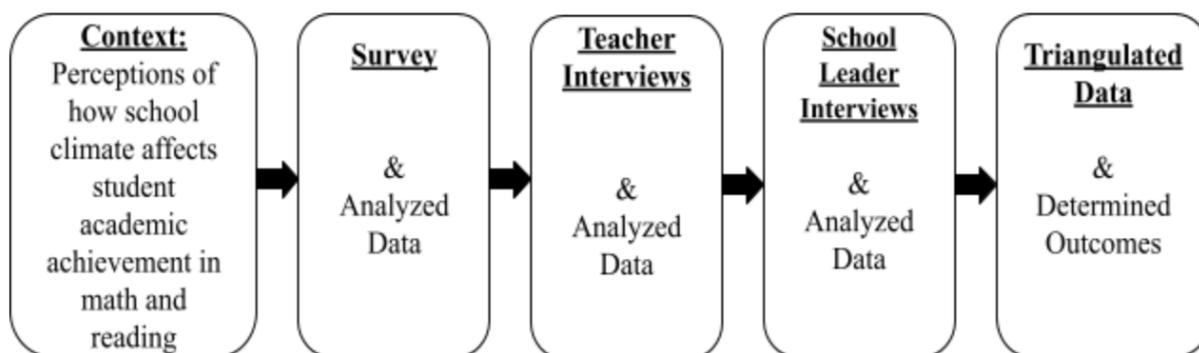 Context:
Perceptions of
how school
climate affects
student
academic
achievement in
math and
reading
Survey
&
Analyzed
Data
Teacher
Interviews
&
Analyzed
Data
School
Leader
Interviews
&
Analyzed
Data
Triangulated
Data
&
Determined
Outcomes